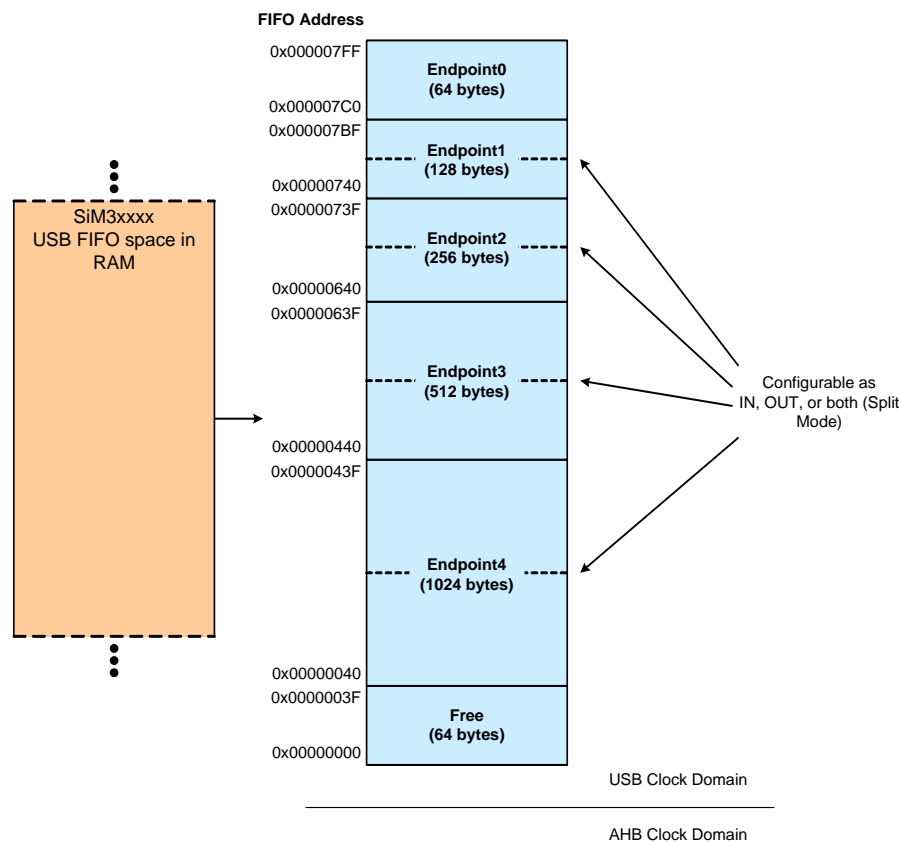 FIFO Address
0x000007FF
Endpoint0
(64 bytes)
0x000007C0
0x000007BF
Endpoint1
(128 bytes)
0x00000740
0x0000073F
Endpoint2
(256 bytes)
0x00000640
0x0000063F
Endpoint3
(512 bytes)
0x00000440
0x0000043F
Endpoint4
(1024 bytes)
0x00000040
0x0000003F
Free
(64 bytes)
0x00000000
SiM3xxxx
USB FIFO space in
RAM
Configurable as
IN, OUT, or both (Split
Mode)
USB Clock Domain
AHB Clock Domain